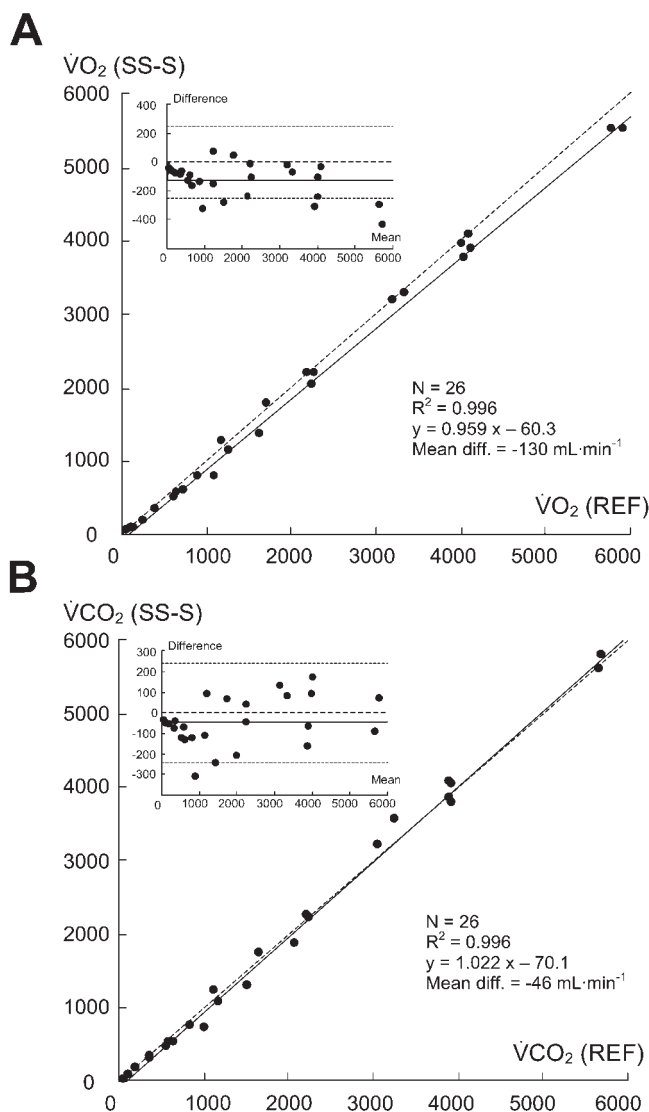 A
V̇O₂ (SS-S)
6000
5000
4000
3000
2000
1000
0
Difference
400
200
0
-200
-400
Mean
0 1000 2000 3000 4000 5000 6000
N = 26
R² = 0.996
y = 0.959 x – 60.3
Mean diff. = -130 mL·min⁻¹
V̇O₂ (REF)
0 1000 2000 3000 4000 5000 6000
B
V̇CO₂ (SS-S)
6000
5000
4000
3000
2000
1000
0
Difference
300
200
100
0
-100
-200
-300
Mean
0 1000 2000 3000 4000 5000 6000
N = 26
R² = 0.996
y = 1.022 x – 70.1
Mean diff. = -46 mL·min⁻¹
V̇CO₂ (REF)
0 1000 2000 3000 4000 5000 6000